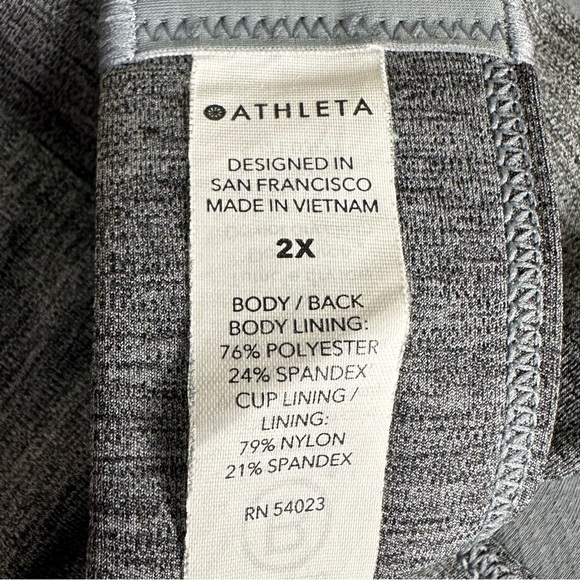 ATHLETA
DESIGNED IN
SAN FRANCISCO
MADE IN VIETNAM
2X
BODY / BACK
BODY LINING:
76% POLYESTER
24% SPANDEX
CUP LINING /
LINING:
79% NYLON
21% SPANDEX
RN 54023